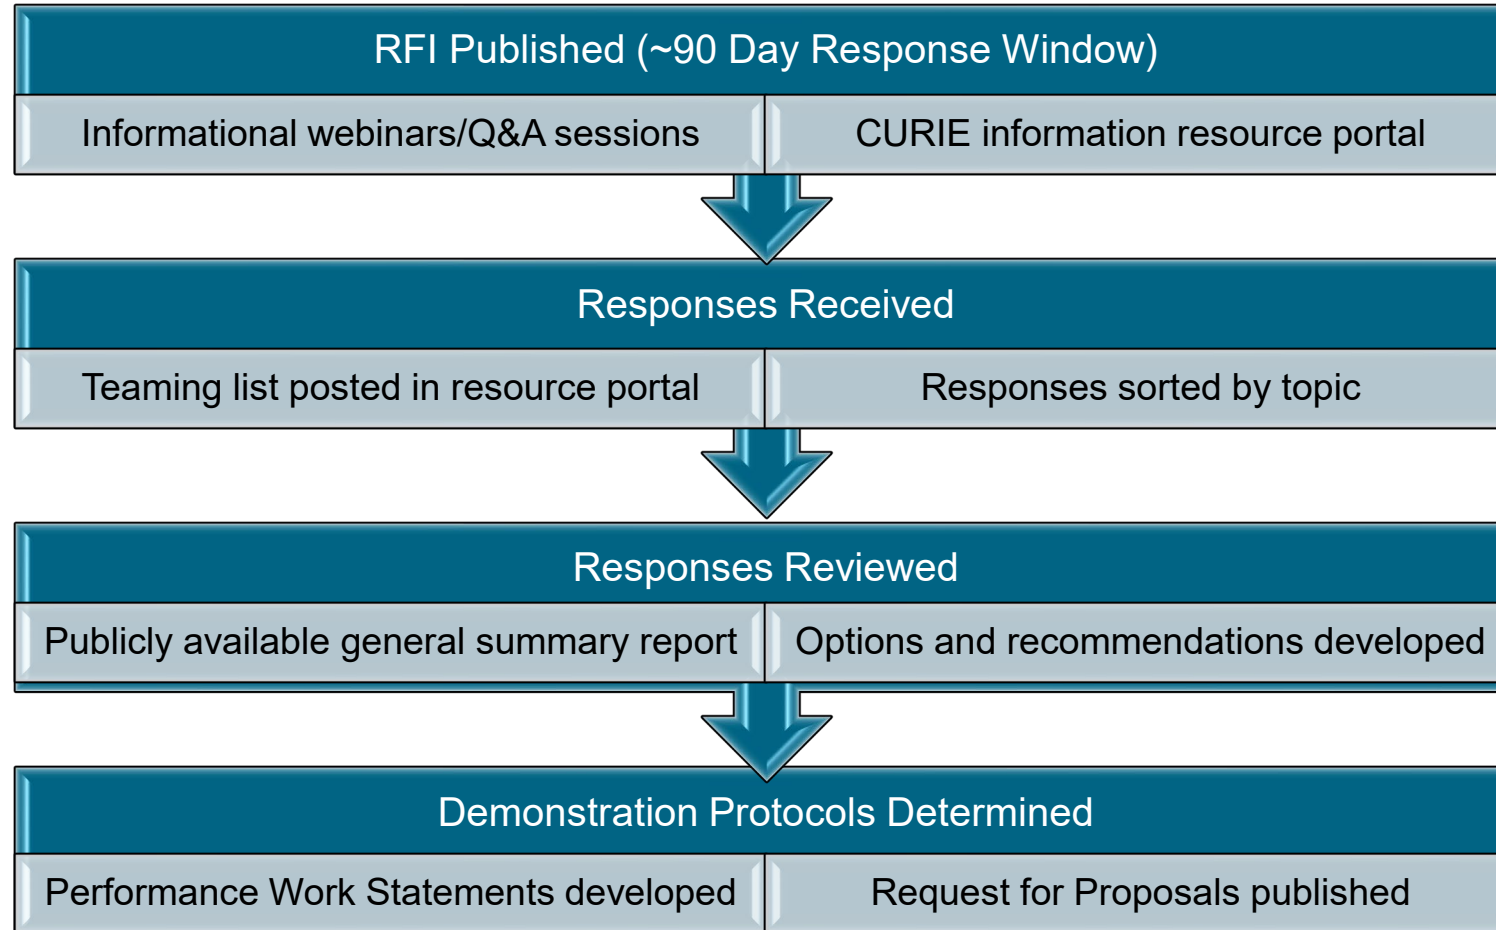 RFI Published (~90 Day Response Window)
Informational webinars/Q&A sessions
CURIE information resource portal
Responses Received
Teaming list posted in resource portal
Responses sorted by topic
Responses Reviewed
Publicly available general summary report
Options and recommendations developed
Demonstration Protocols Determined
Performance Work Statements developed
Request for Proposals published